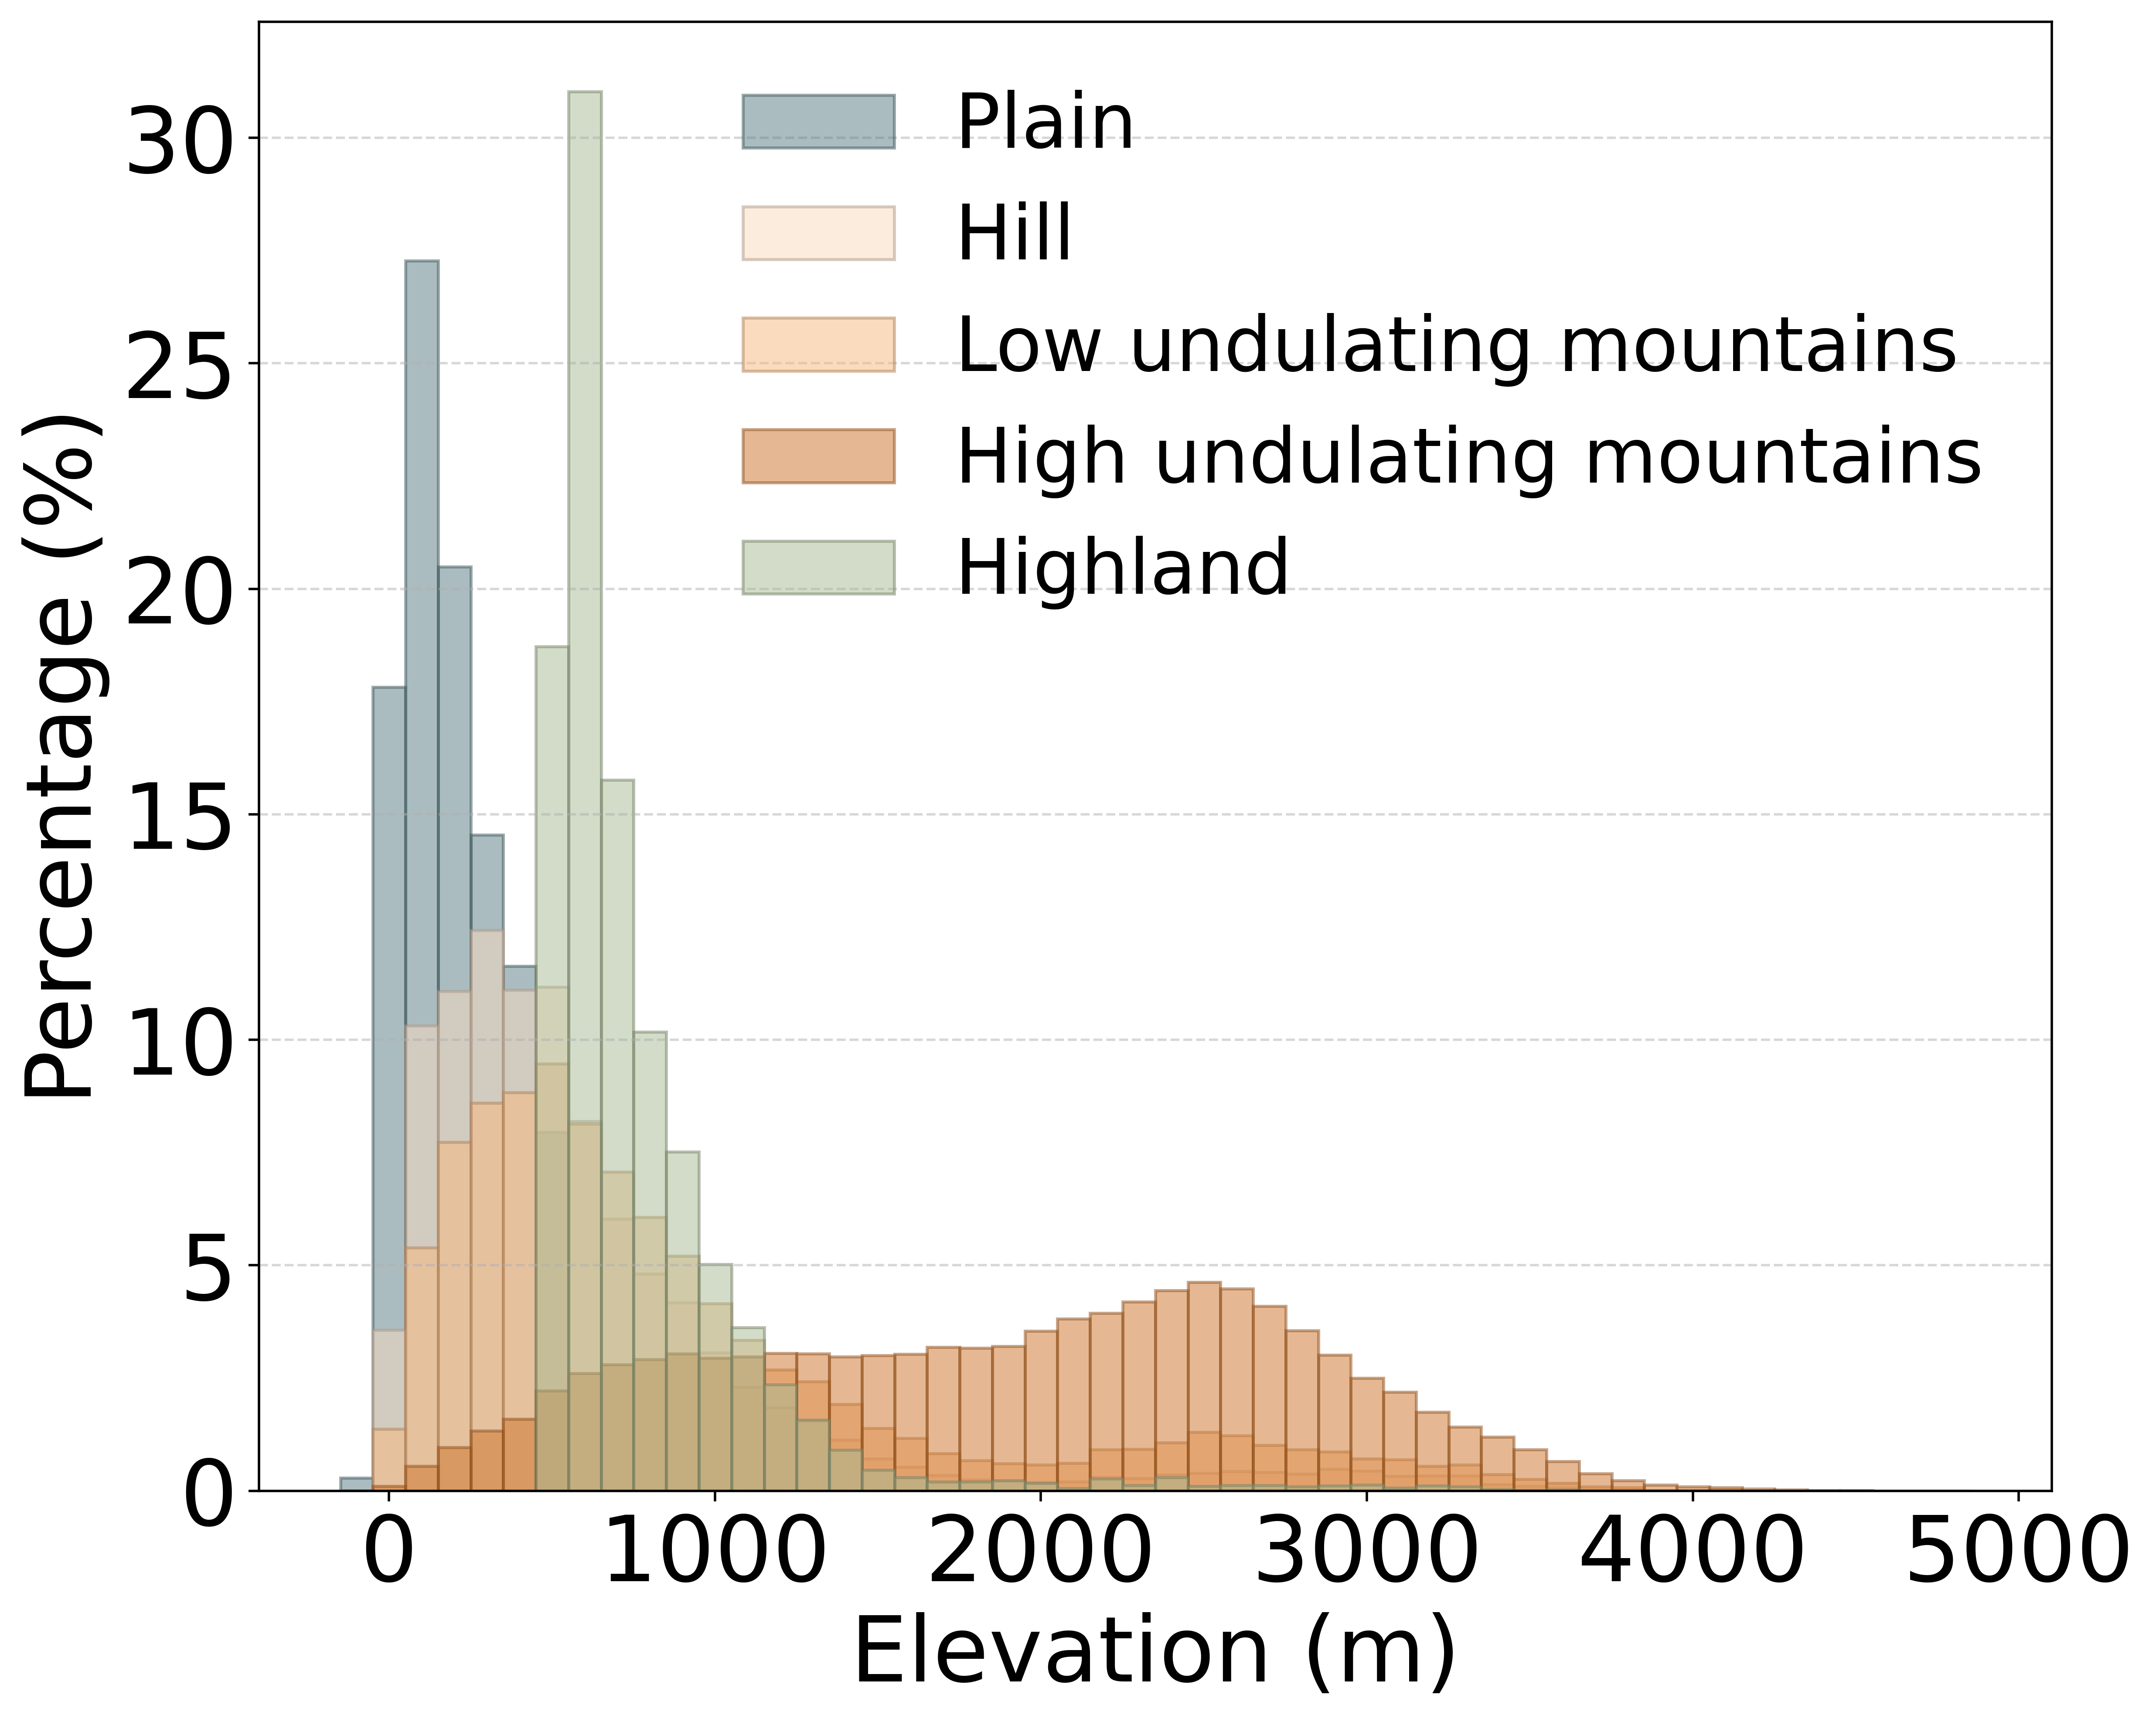 Percentage (%)
30
25
20
15
10
5
0
Plain
Hill
Low undulating mountains
High undulating mountains
Highland
0 1000 2000 3000 4000 5000
Elevation (m)